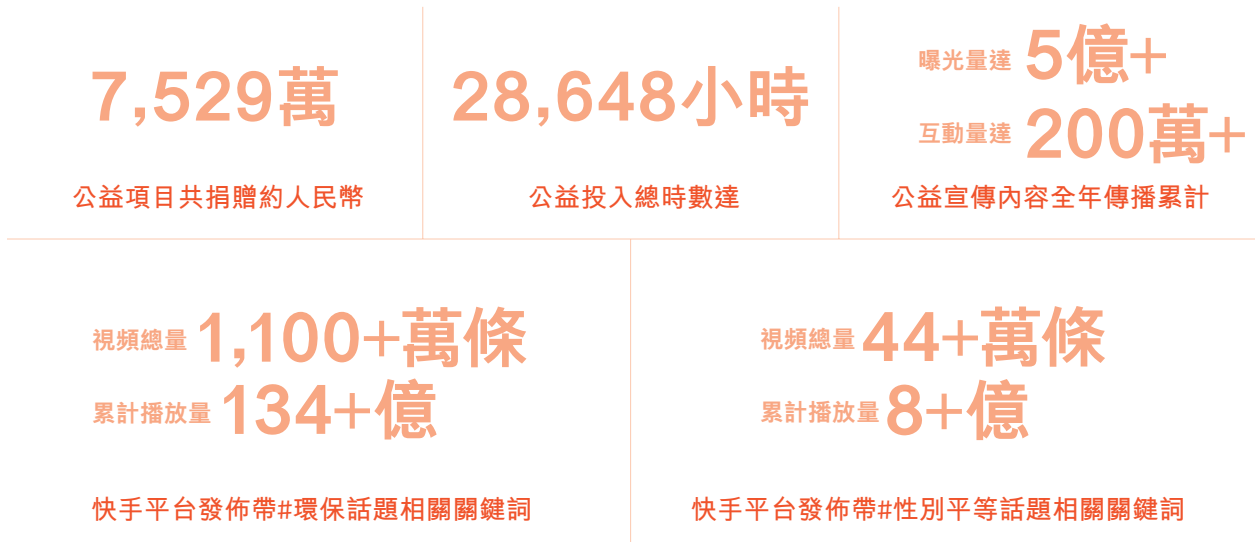 7,529萬
公益項目共捐贈約人民幣
28,648小時
公益投入總時數達
曝光量達 5億+
互動量達 200萬+
公益宣傳內容全年傳播累計
視頻總量 1,100+萬條
累計播放量 134+億
快手平台發佈帶#環保話題相關關鍵詞
視頻總量 44+萬條
累計播放量 8+億
快手平台發佈帶#性別平等話題相關關鍵詞